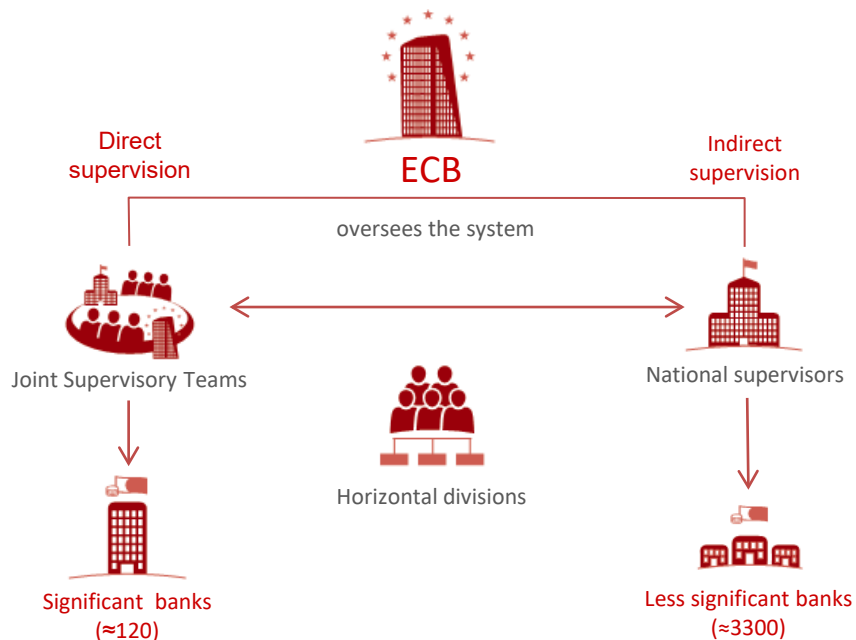 Direct
supervision
ECB
Indirect
supervision
oversees the system
Joint Supervisory Teams
National supervisors
Horizontal divisions
Significant banks
(≈120)
Less significant banks
(≈3300)